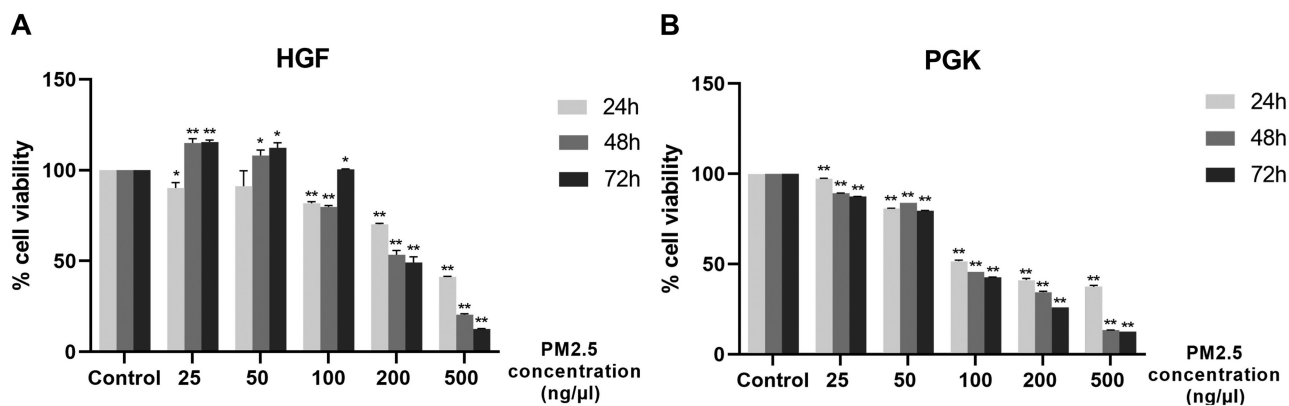 A
HGF
150
100
50
0
% cell viability
24h
48h
72h
* ** **
* *
** ** *
** ** **
** ** **
Control 25 50 100 200 500
PM2.5
concentration
(ng/µl)
B
PGK
150
100
50
0
% cell viability
24h
48h
72h
** ** **
** ** **
** ** **
** ** **
** ** **
Control 25 50 100 200 500
PM2.5
concentration
(ng/µl)